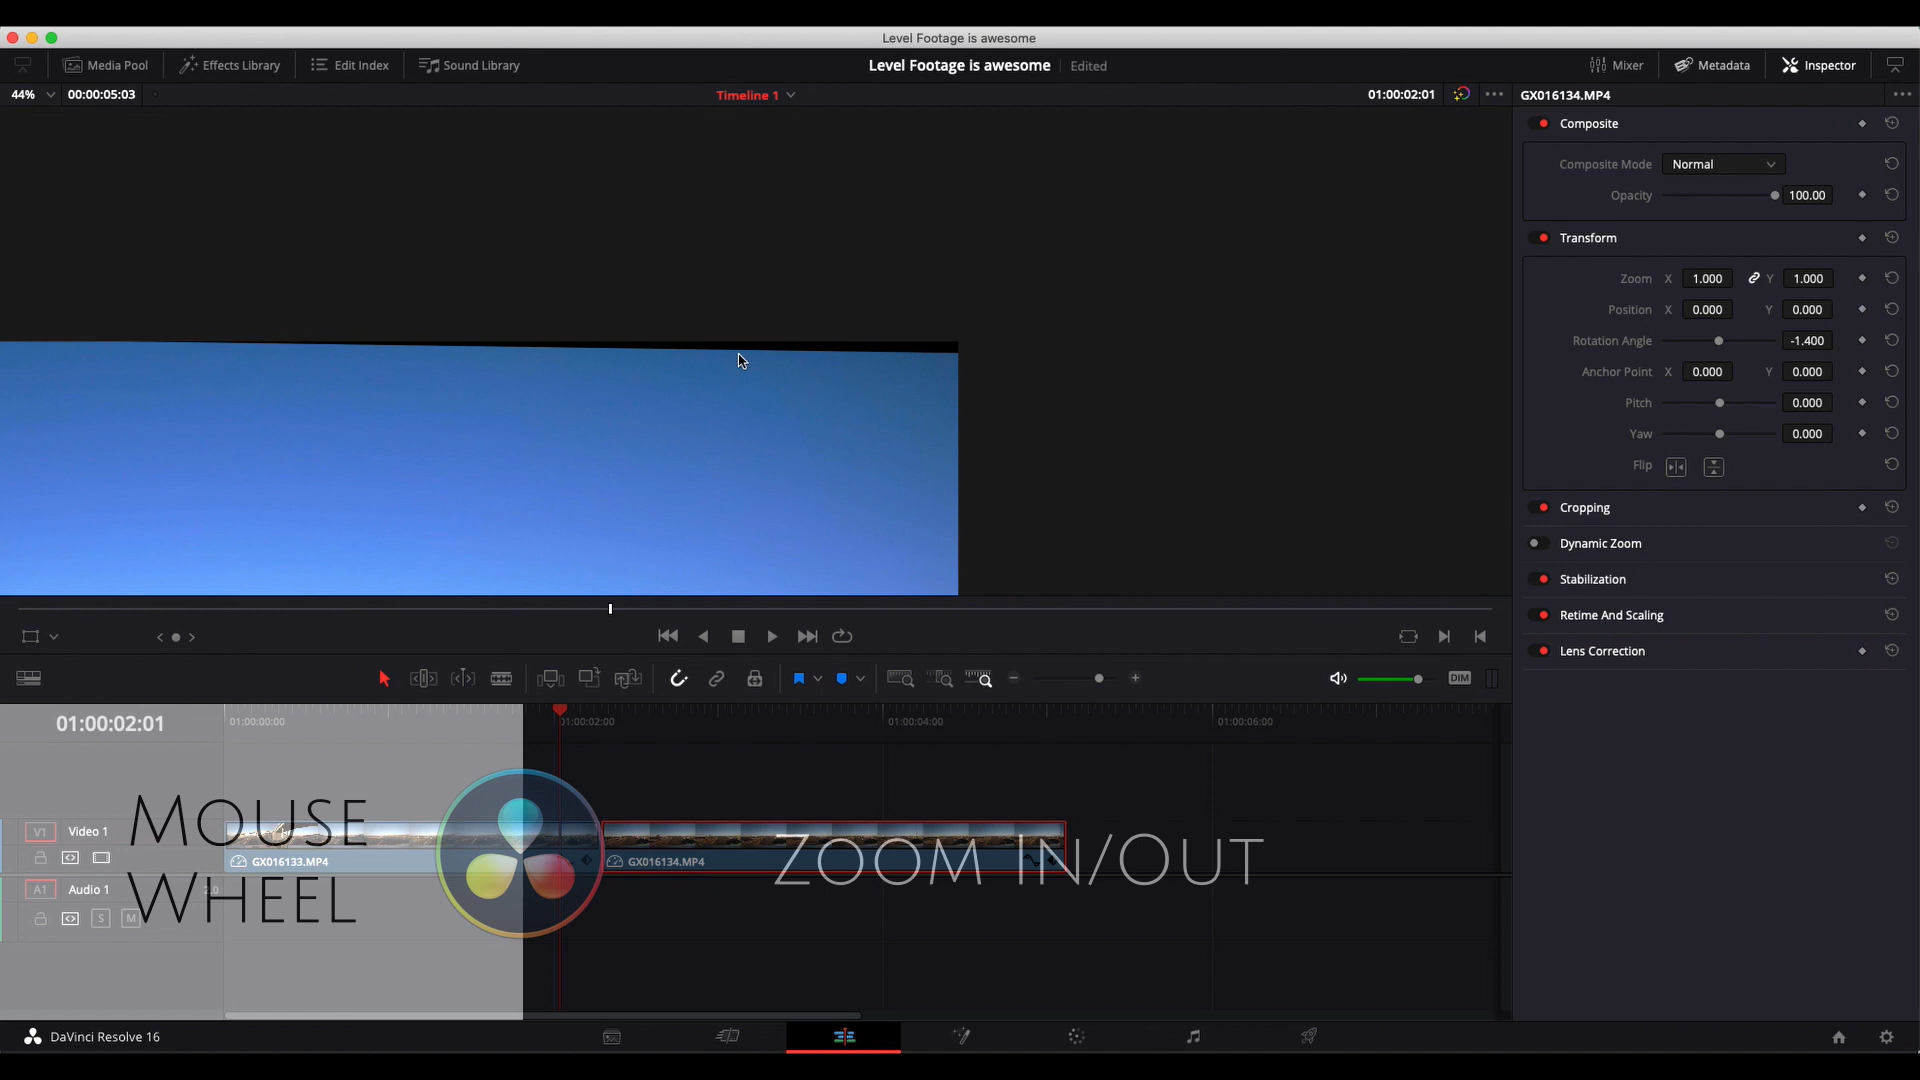 Level Footage is awesome
Media Pool
Effects Library
Edit Index
Sound Library
Level Footage is awesome
Edited
Mixer
Metadata
Inspector
44%
00:00:05:03
Timeline 1
01:00:02:01
GX016134.MP4
Composite
Composite Mode
Normal
Opacity
100.00
Transform
Zoom X 1.000 Y 1.000
Position X 0.000 Y 0.000
Rotation Angle -1.400
Anchor Point X 0.000 Y 0.000
Pitch 0.000
Yaw 0.000
Flip
Cropping
Dynamic Zoom
Stabilization
Retime And Scaling
Lens Correction
DIM
01:00:02:01
01:00:00:00
01:00:02:00
01:00:04:00
01:00:06:00
V1 Video 1
GX016133.MP4
GX016134.MP4
A1 Audio 1 2.0
S M
Mouse
Wheel
Zoom In/Out
DaVinci Resolve 16